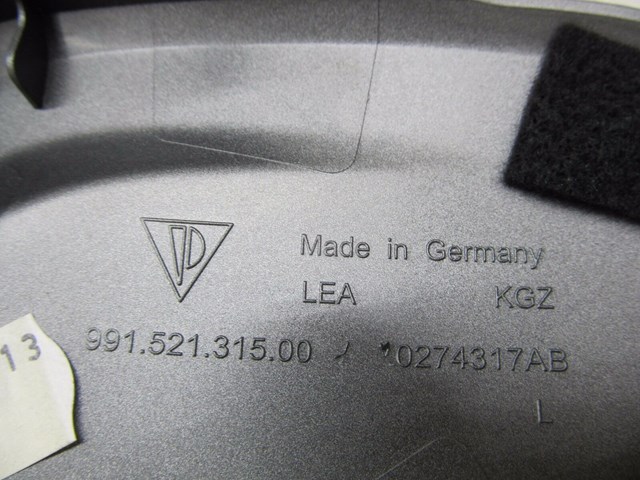 Made in Germany
LEA KGZ
991.521.315.00 / 10274317AB
L
13